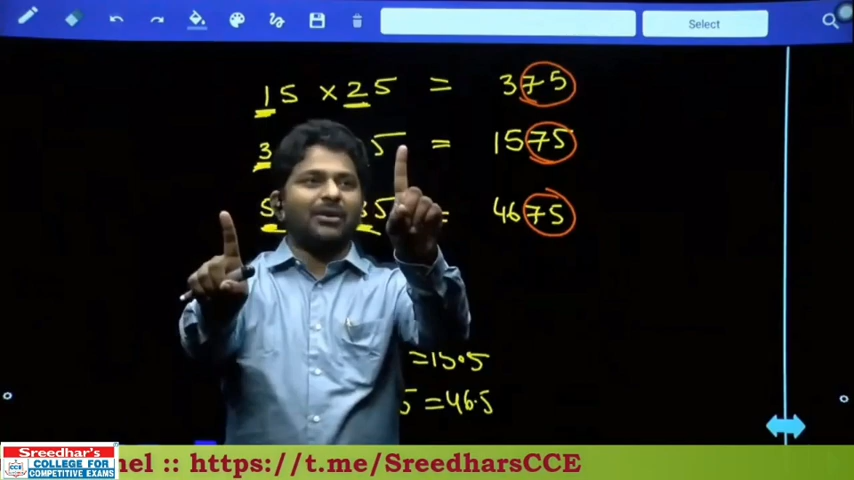 Select
15 × 25 = 375
3 5 = 1575
5 35 = 4675
= 15.5
5 = 46.5
Sreedhar's
CCE
COLLEGE FOR
COMPETITIVE EXAMS
nel :: https://t.me/SreedharsCCE